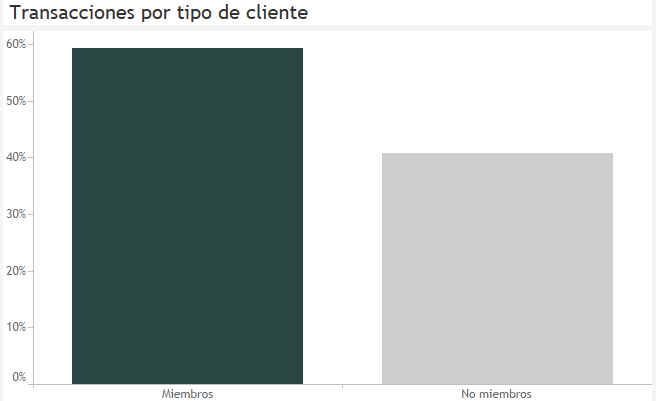 Transacciones por tipo de cliente
60%
50%
40%
30%
20%
10%
0%
Miembros
No miembros